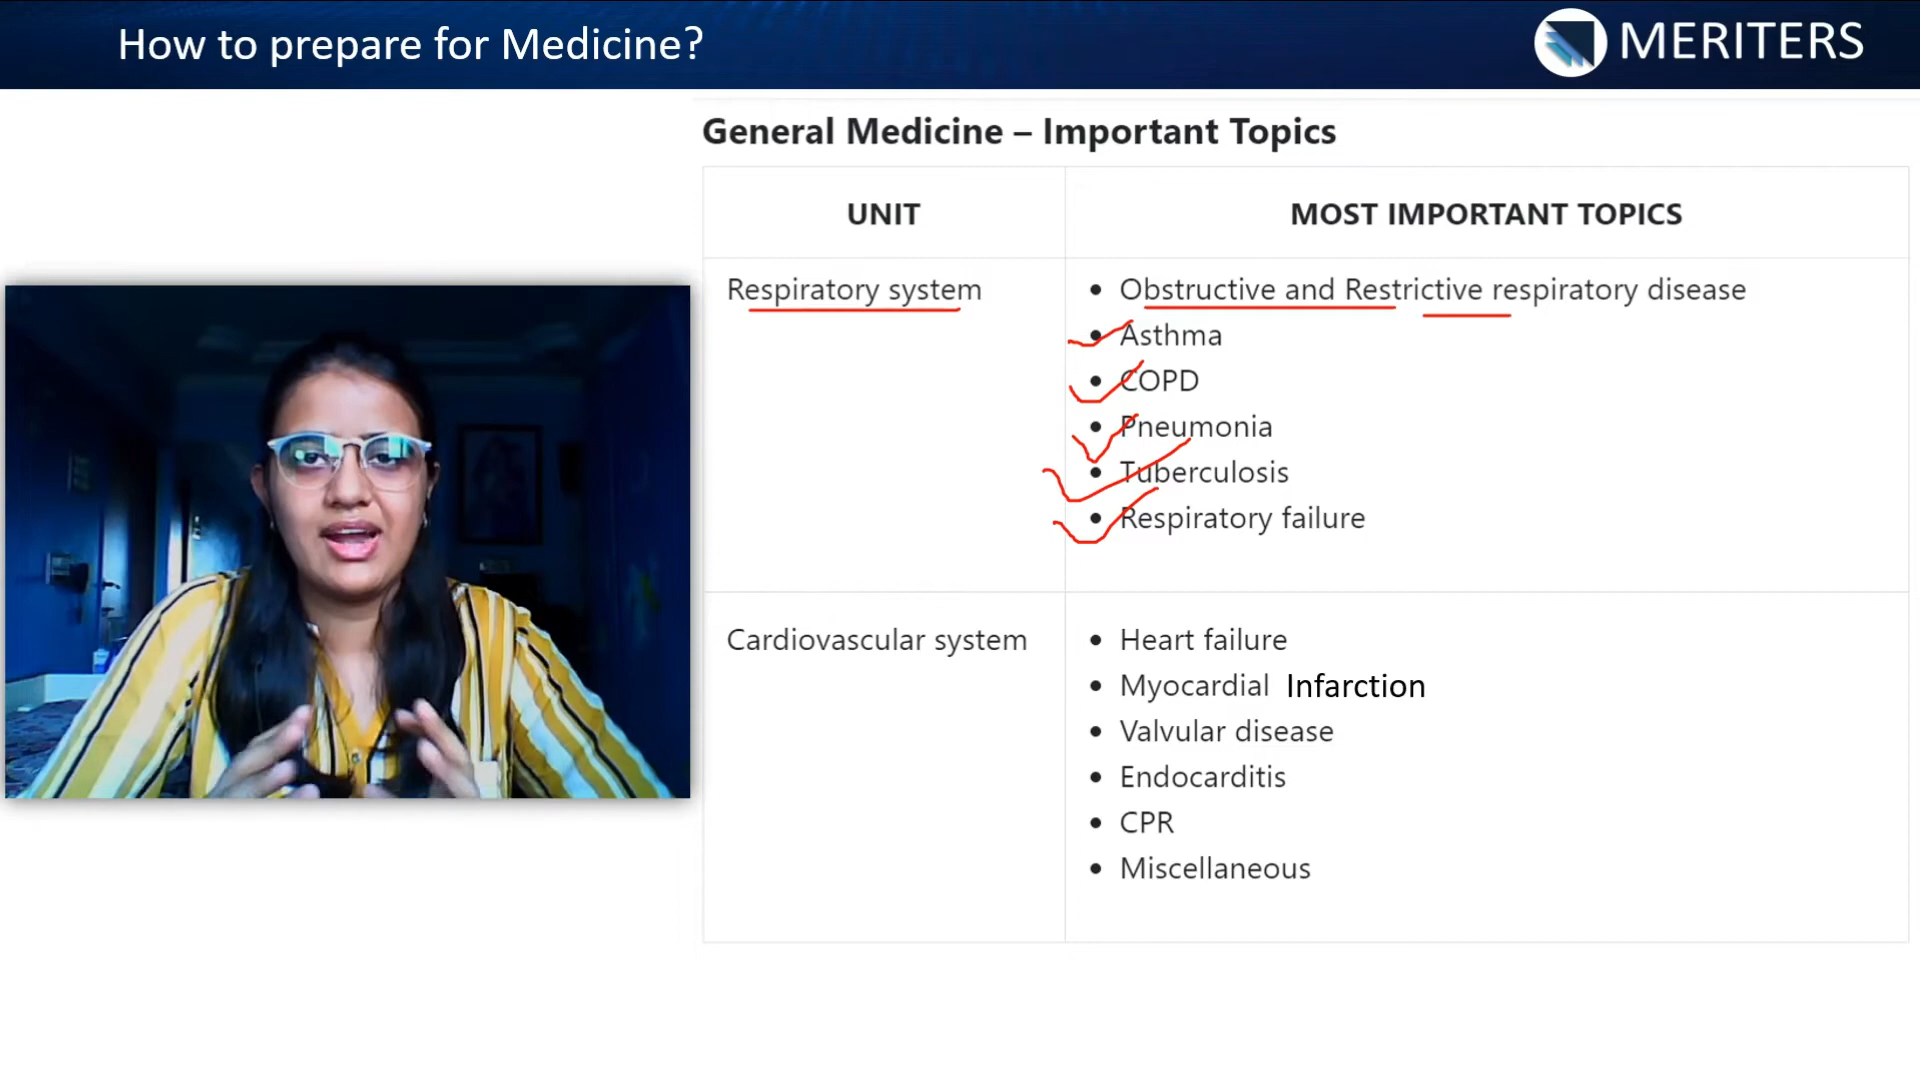 How to prepare for Medicine?
MERITERS
General Medicine – Important Topics
UNIT
MOST IMPORTANT TOPICS
Respiratory system
• Obstructive and Restrictive respiratory disease
• Asthma
• COPD
• Pneumonia
• Tuberculosis
• Respiratory failure
Cardiovascular system
• Heart failure
• Myocardial Infarction
• Valvular disease
• Endocarditis
• CPR
• Miscellaneous